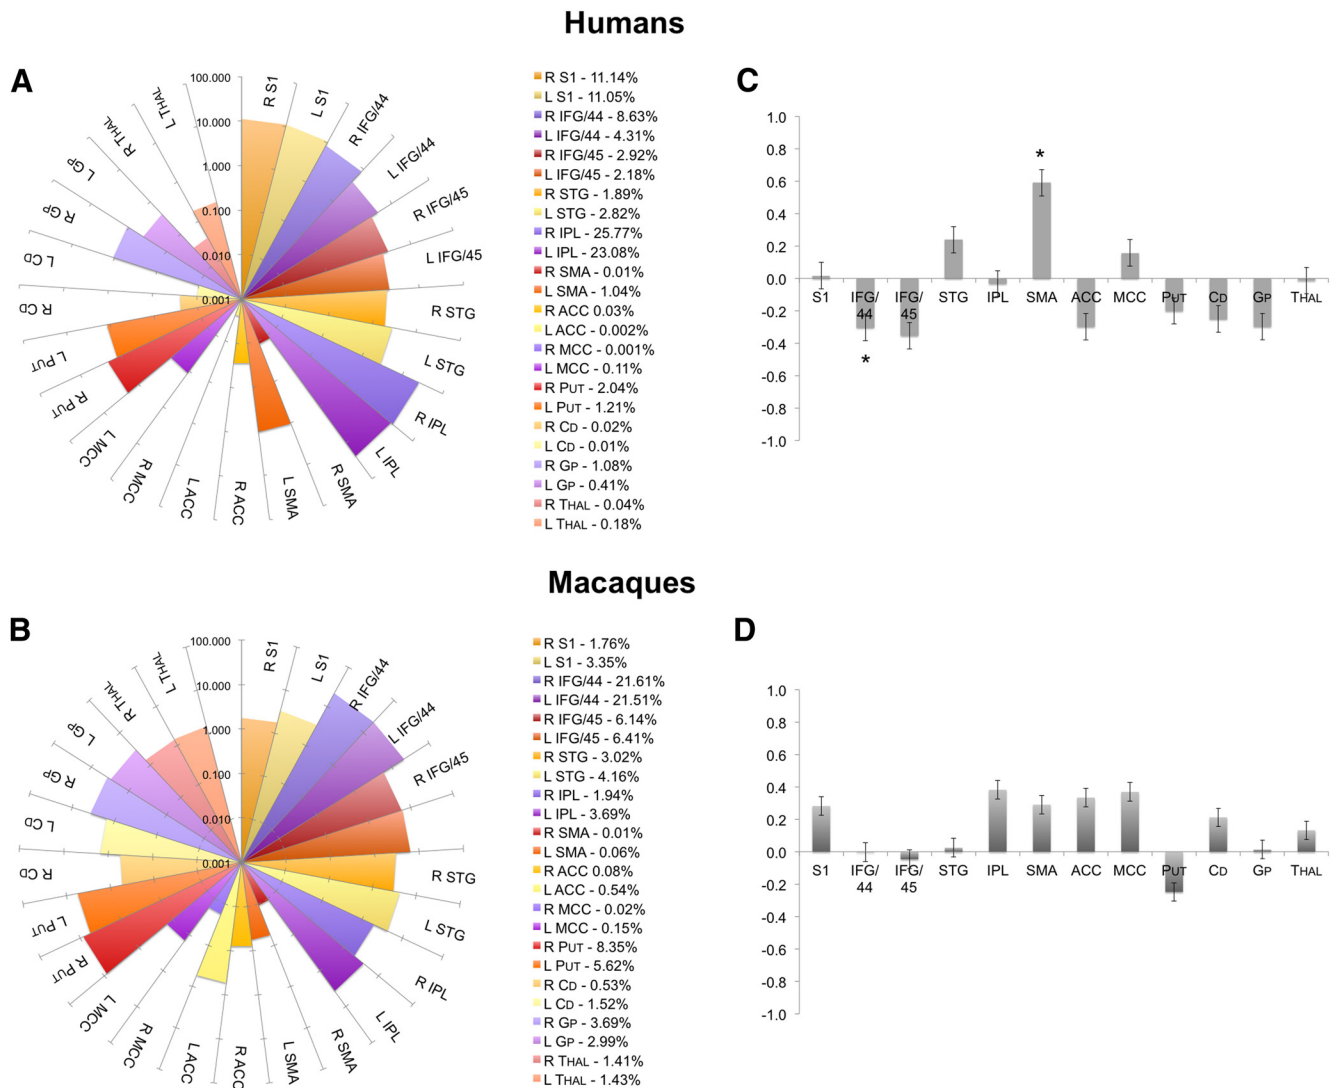 Humans
A
100.000
10.000
1.000
0.100
0.010
0.001
R S1
L S1
R IFG/44
L IFG/44
R IFG/45
L IFG/45
R STG
L STG
R IPL
L IPL
R SMA
L SMA
R ACC
L ACC
R MCC
L MCC
R PUT
L PUT
R CD
L CD
R GP
L GP
R THAL
L THAL
R S1 - 11.14%
L S1 - 11.05%
R IFG/44 - 8.63%
L IFG/44 - 4.31%
R IFG/45 - 2.92%
L IFG/45 - 2.18%
R STG - 1.89%
L STG - 2.82%
R IPL - 25.77%
L IPL - 23.08%
R SMA - 0.01%
L SMA - 1.04%
R ACC 0.03%
L ACC - 0.002%
R MCC - 0.001%
L MCC - 0.11%
R PUT - 2.04%
L PUT - 1.21%
R CD - 0.02%
L CD - 0.01%
R GP - 1.08%
L GP - 0.41%
R THAL - 0.04%
L THAL - 0.18%
C
1.0
0.8
0.6
0.4
0.2
0.0
-0.2
-0.4
-0.6
-0.8
-1.0
*
S1 IFG/ IFG/ STG IPL SMA ACC MCC PUT CD GP THAL
44 45
*
Macaques
B
100.000
10.000
1.000
0.100
0.010
0.001
R S1
L S1
R IFG/44
L IFG/44
R IFG/45
L IFG/45
R STG
L STG
R IPL
L IPL
R SMA
L SMA
R ACC
L ACC
R MCC
L MCC
R PUT
L PUT
R CD
L CD
R GP
L GP
R THAL
L THAL
R S1 - 1.76%
L S1 - 3.35%
R IFG/44 - 21.61%
L IFG/44 - 21.51%
R IFG/45 - 6.14%
L IFG/45 - 6.41%
R STG - 3.02%
L STG - 4.16%
R IPL - 1.94%
L IPL - 3.69%
R SMA - 0.01%
L SMA - 0.06%
R ACC 0.08%
L ACC - 0.54%
R MCC - 0.02%
L MCC - 0.15%
R PUT - 8.35%
L PUT - 5.62%
R CD - 0.53%
L CD - 1.52%
R GP - 3.69%
L GP - 2.99%
R THAL - 1.41%
L THAL - 1.43%
D
1.0
0.8
0.6
0.4
0.2
0.0
-0.2
-0.4
-0.6
-0.8
-1.0
S1 IFG/ IFG/ STG IPL SMA ACC MCC PUT CD GP THAL
44 45